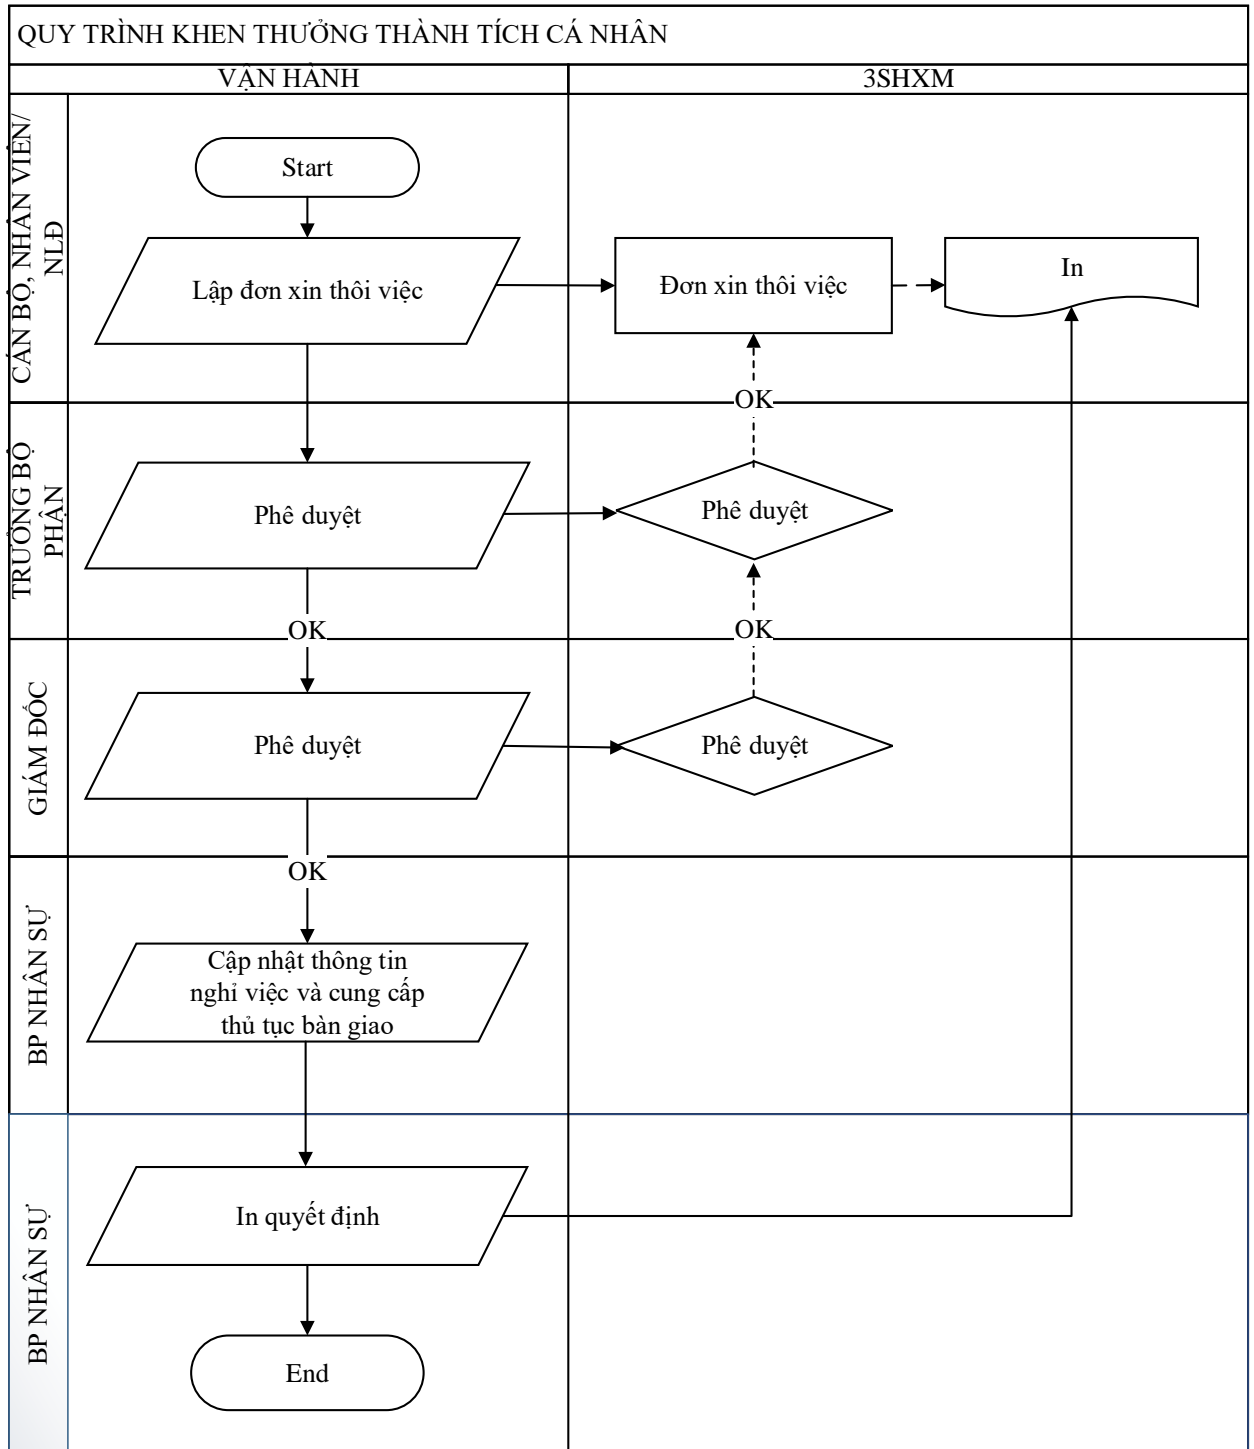 QUY TRÌNH KHEN THƯỞNG THÀNH TÍCH CÁ NHÂN
VẬN HÀNH
3SHXM
CÁN BỘ, NHÂN VIÊN/
NLĐ
Start
Lập đơn xin thôi việc
Đơn xin thôi việc
In
OK
TRƯỞNG BỘ
PHẬN
Phê duyệt
Phê duyệt
OK
OK
GIÁM ĐỐC
Phê duyệt
Phê duyệt
OK
BP NHÂN SỰ
Cập nhật thông tin
nghỉ việc và cung cấp
thủ tục bàn giao
BP NHÂN SỰ
In quyết định
End